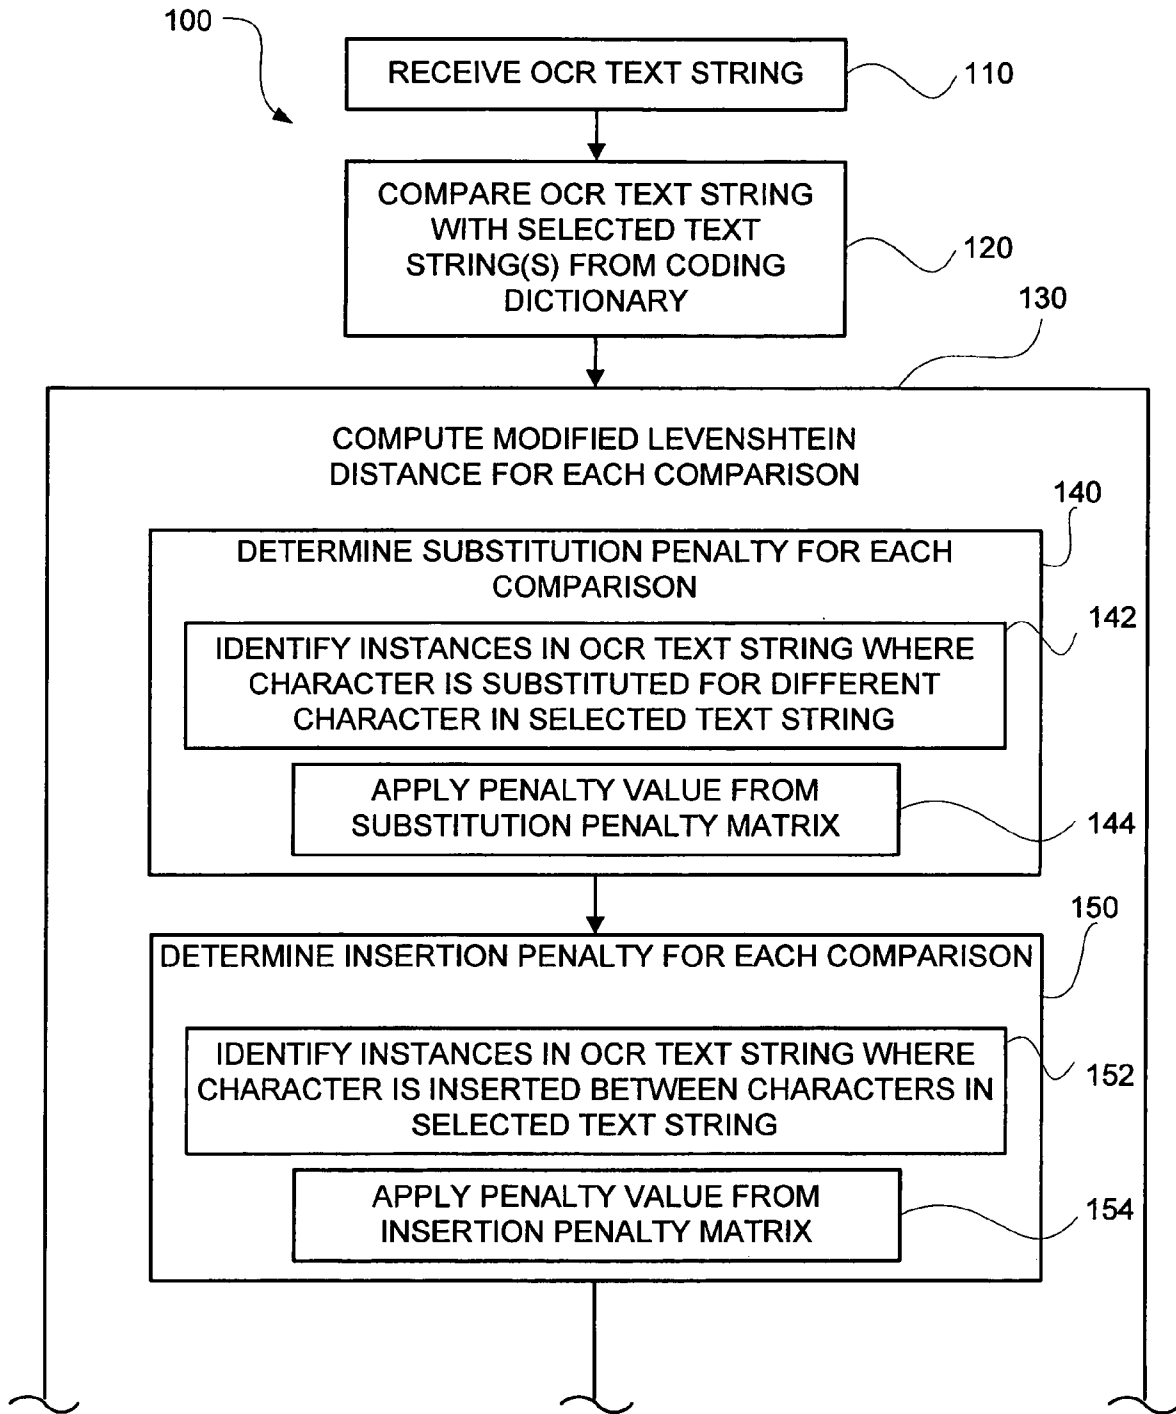 100
RECEIVE OCR TEXT STRING
110
COMPARE OCR TEXT STRING
WITH SELECTED TEXT
STRING(S) FROM CODING
DICTIONARY
120
130
COMPUTE MODIFIED LEVENSHTEIN
DISTANCE FOR EACH COMPARISON
140
DETERMINE SUBSTITUTION PENALTY FOR EACH
COMPARISON
142
IDENTIFY INSTANCES IN OCR TEXT STRING WHERE
CHARACTER IS SUBSTITUTED FOR DIFFERENT
CHARACTER IN SELECTED TEXT STRING
APPLY PENALTY VALUE FROM
SUBSTITUTION PENALTY MATRIX
144
150
DETERMINE INSERTION PENALTY FOR EACH COMPARISON
IDENTIFY INSTANCES IN OCR TEXT STRING WHERE
CHARACTER IS INSERTED BETWEEN CHARACTERS IN
SELECTED TEXT STRING
152
APPLY PENALTY VALUE FROM
INSERTION PENALTY MATRIX
154